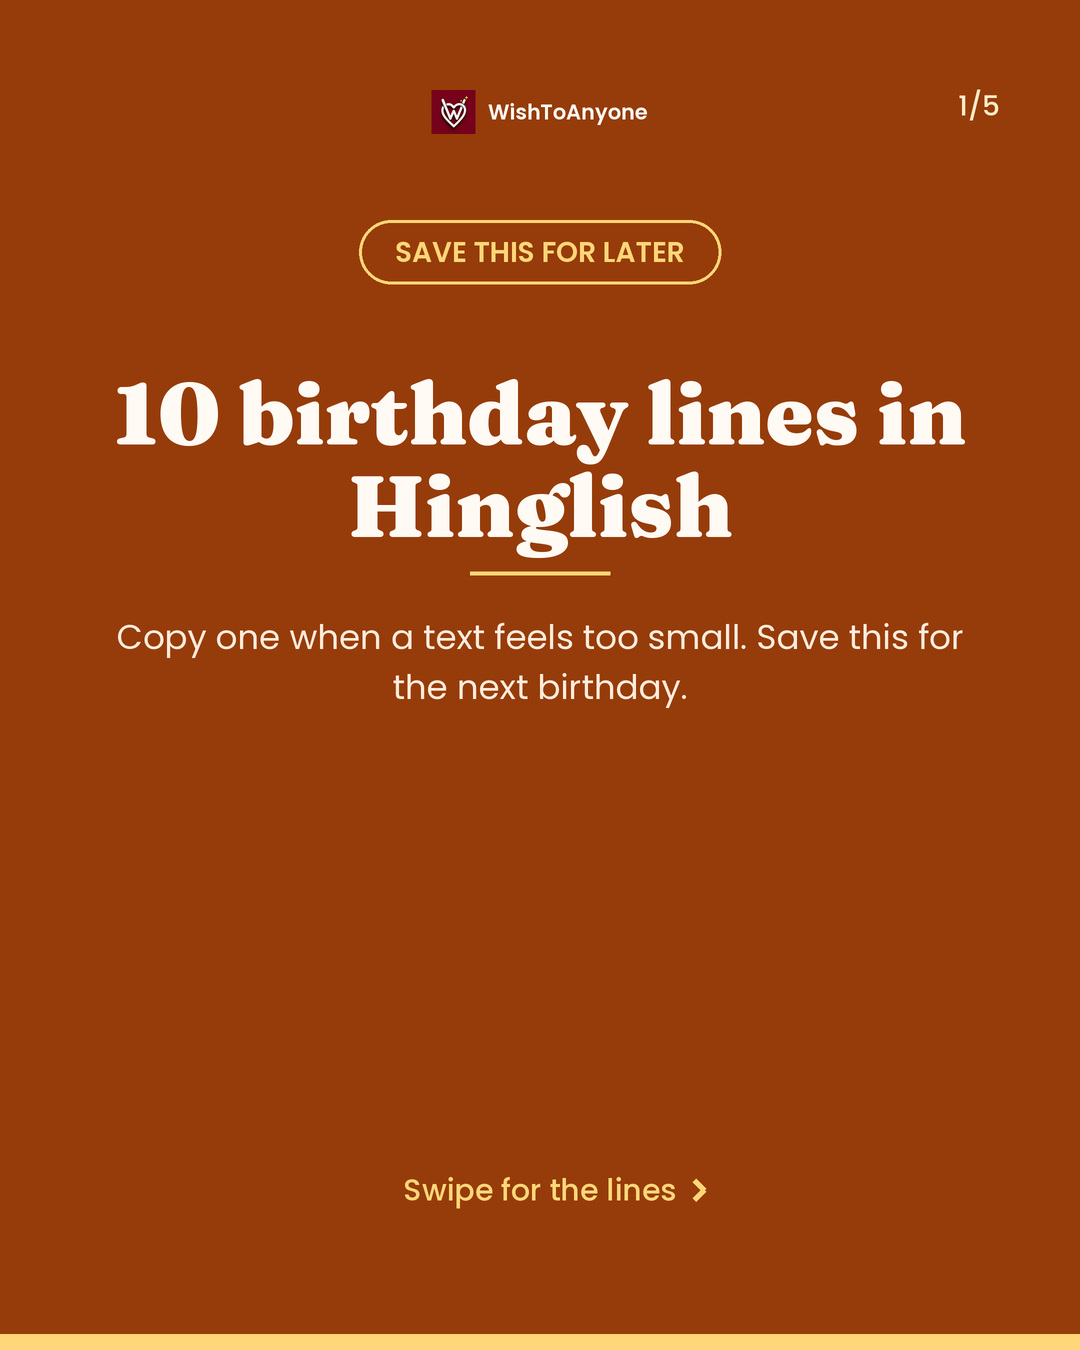 WishToAnyone
1/5
SAVE THIS FOR LATER
10 birthday lines in
Hinglish
Copy one when a text feels too small. Save this for
the next birthday.
Swipe for the lines